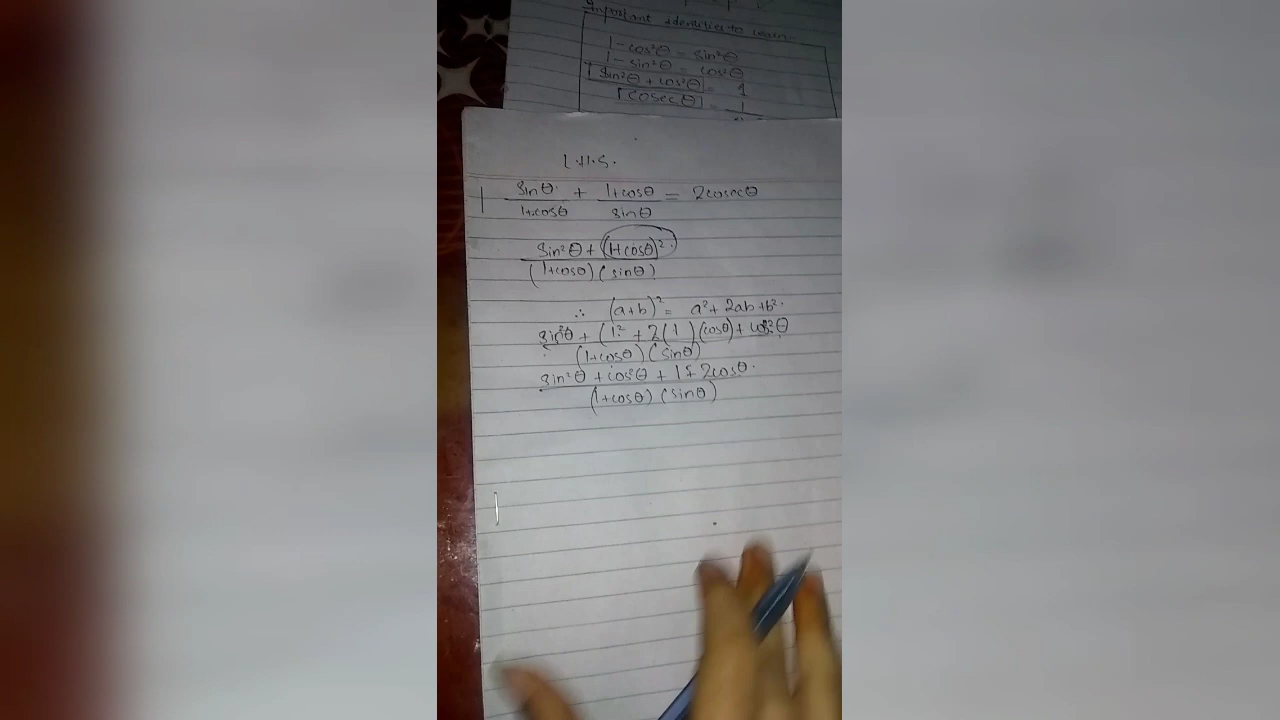 Important identities to learn
1 - cos²θ = sin²θ
1 - sin²θ = cos²θ
sin²θ + cos²θ = 1
cosec θ = 1
L.H.S.
sinθ / 1+cosθ + 1+cosθ / sinθ = 2cosecθ
sin²θ + (1+cosθ)²
(1+cosθ) (sinθ)
∴ (a+b)² = a² + 2ab + b².
sin²θ + (1² + 2(1)(cosθ) + cos²θ
(1+cosθ) (sinθ)
sin²θ + cos²θ + 1 + 2cosθ.
(1+cosθ) (sinθ)